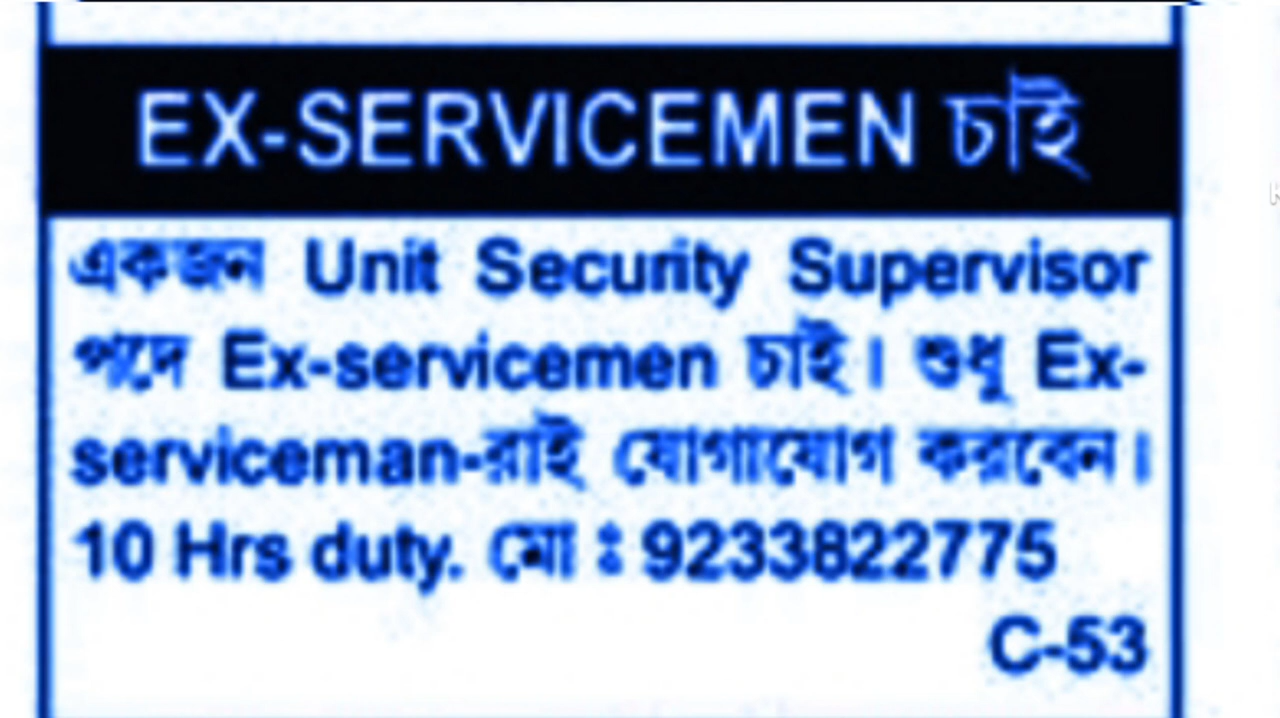 EX-SERVICEMEN চাই
একজন Unit Security Supervisor
পদে Ex-servicemen চাই। শুধু Ex-
serviceman-রাই যোগাযোগ করবেন।
10 Hrs duty. মো ঃ 9233822775
C-53